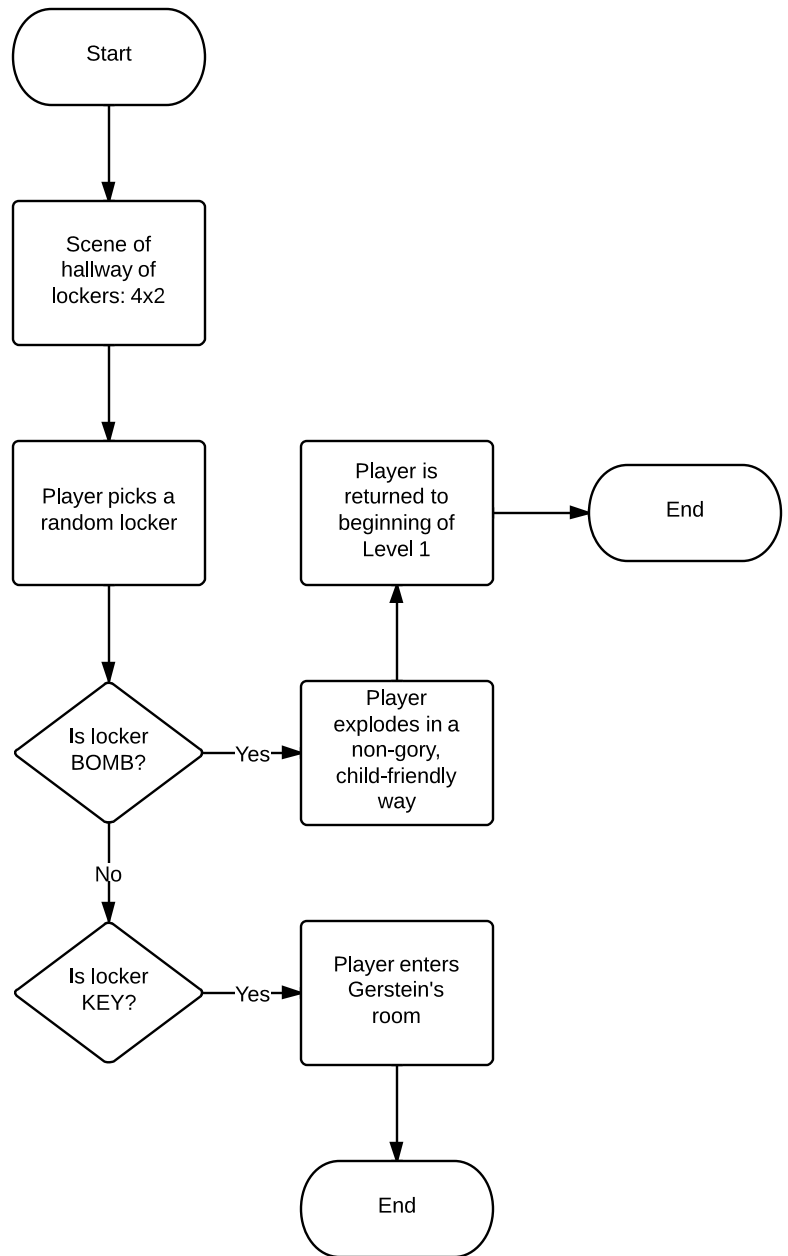 Start
Scene of
hallway of
lockers: 4x2
Player picks a
random locker
Player is
returned to
beginning of
Level 1
End
Is locker
BOMB?
Yes
Player
explodes in a
non-gory,
child-friendly
way
No
Is locker
KEY?
Yes
Player enters
Gerstein's
room
End